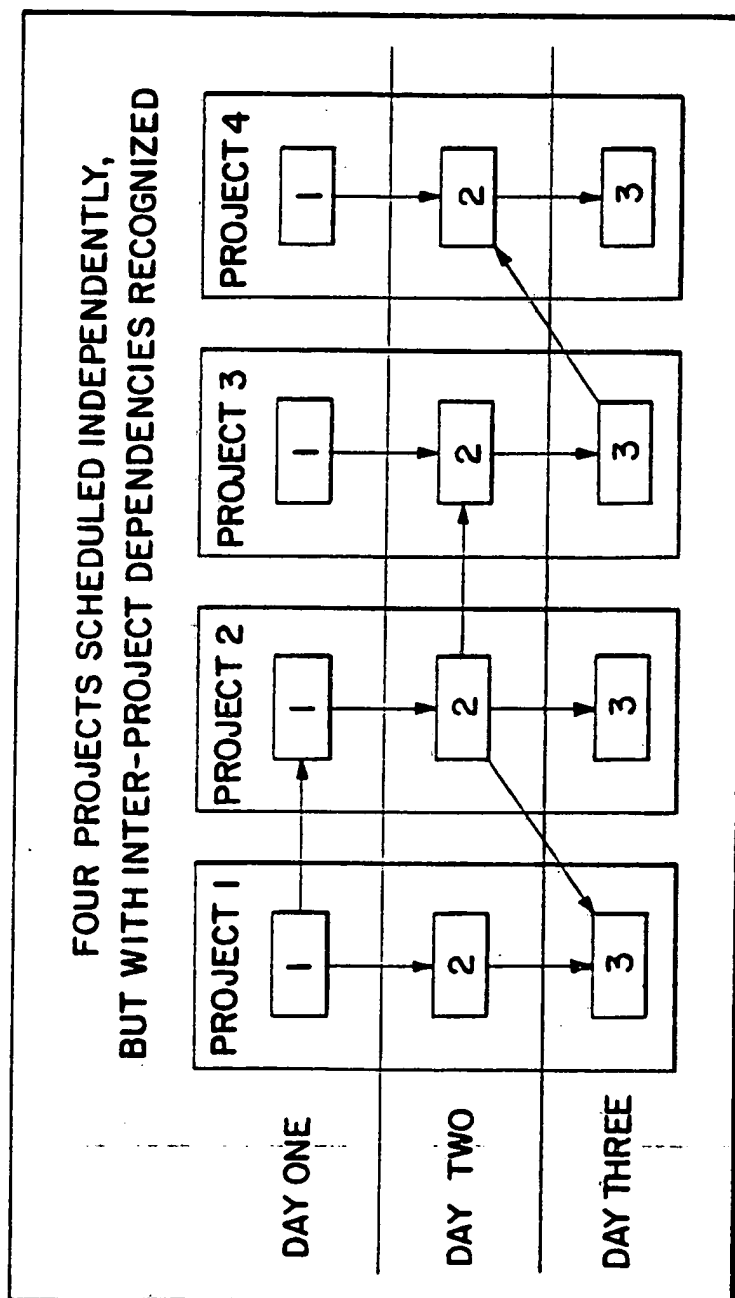 FOUR PROJECTS SCHEDULED INDEPENDENTLY,
BUT WITH INTER-PROJECT DEPENDENCIES RECOGNIZED
PROJECT 1
PROJECT 2
PROJECT 3
PROJECT 4
DAY ONE
1
1
1
1
DAY TWO
2
2
2
2
DAY THREE
3
3
3
3